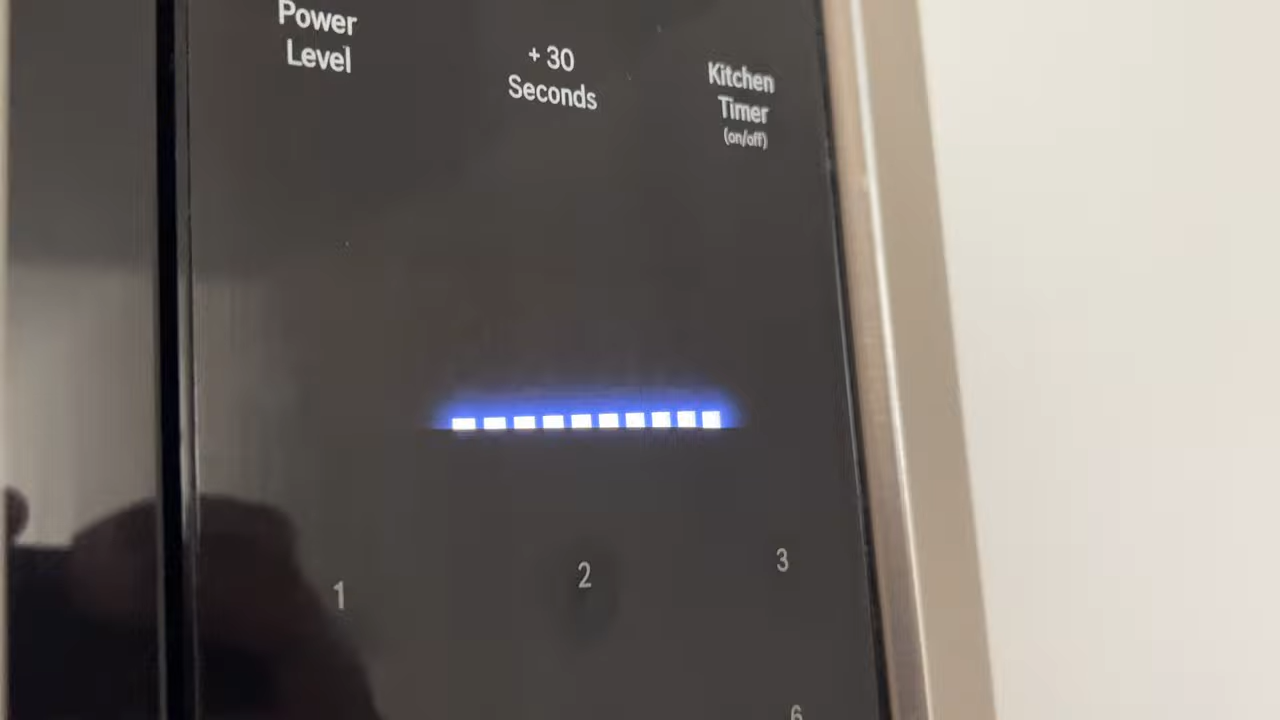 Power
Level
+ 30
Seconds
Kitchen
Timer
(on/off)
1
2
3
6